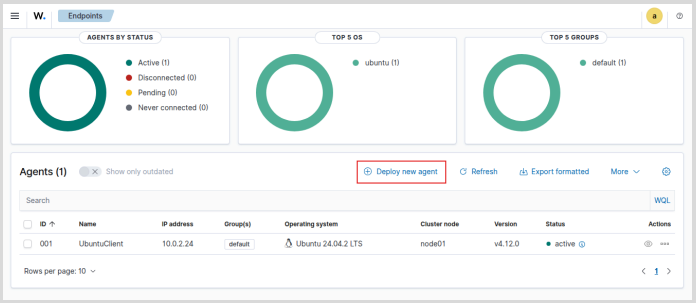 W. Endpoints a
AGENTS BY STATUS
Active (1)
Disconnected (0)
Pending (0)
Never connected (0)
TOP 5 OS
ubuntu (1)
TOP 5 GROUPS
default (1)
Agents (1) Show only outdated Deploy new agent Refresh Export formatted More
Search WQL
ID Name IP address Group(s) Operating system Cluster node Version Status Actions
001 UbuntuClient 10.0.2.24 default Ubuntu 24.04.2 LTS node01 v4.12.0 active
Rows per page: 10 1